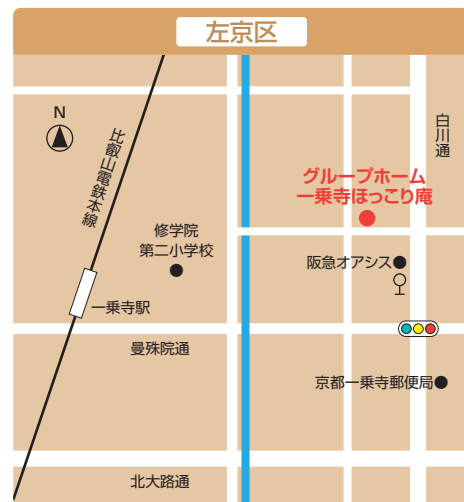 左京区
N
比叡山電鉄本線
白川通
グループホーム
一乗寺ほっこり庵
修学院
第二小学校
阪急オアシス
一乗寺駅
曼殊院通
京都一乗寺郵便局
北大路通